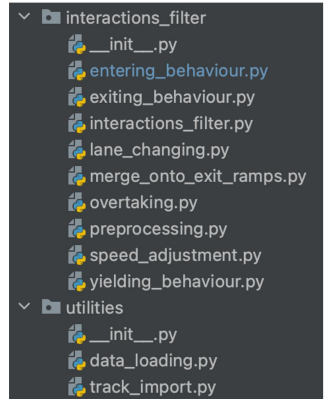 interactions_filter
__init__.py
entering_behaviour.py
exiting_behaviour.py
interactions_filter.py
lane_changing.py
merge_onto_exit_ramps.py
overtaking.py
preprocessing.py
speed_adjustment.py
yielding_behaviour.py
utilities
__init__.py
data_loading.py
track_import.py